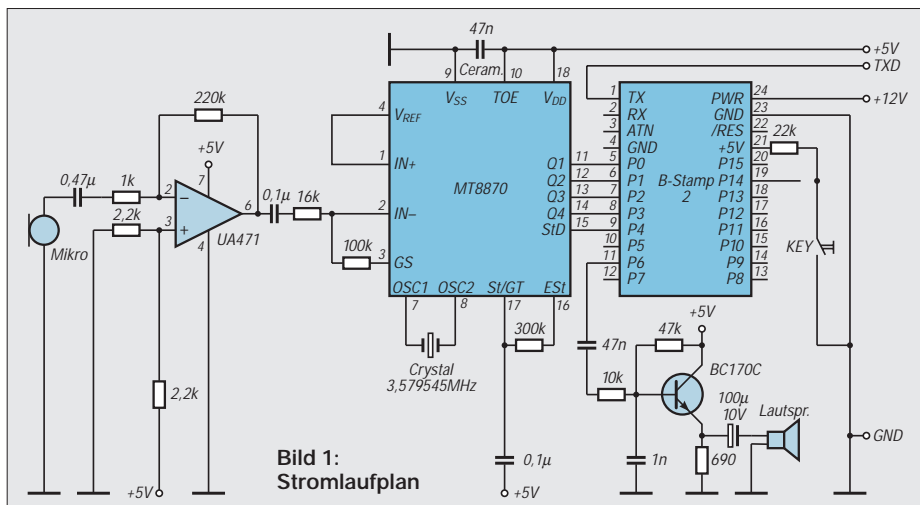 47n
+5V
Ceram.
TXD
9
10
18
VSS
TOE
VDD
4
VREF
1
IN+
2
IN–
3
GS
MT8870
Q1
11
Q2
12
Q3
13
Q4
14
StD
15
OSC1
OSC2
St/GT
ESt
7
8
17
16
1
TX
2
RX
3
ATN
4
GND
5
P0
6
P1
7
P2
8
P3
9
P4
10
P5
11
P6
12
P7
B-Stamp
2
PWR
24
GND
23
/RES
22
+5V
21
P15
20
P14
19
P13
18
P12
17
P11
16
P10
15
P9
14
P8
13
+12V
22k
KEY
GND
220k
+5V
0,47µ
1k
2
–
7
6
0,1µ
16k
2,2k
3
+
4
UA471
Mikro
100k
2,2k
+5V
Crystal
3,579545MHz
300k
0,1µ
+5V
47n
10k
47k
+5V
BC170C
100µ
10V
Lautspr.
1n
690
Bild 1:
Stromlaufplan